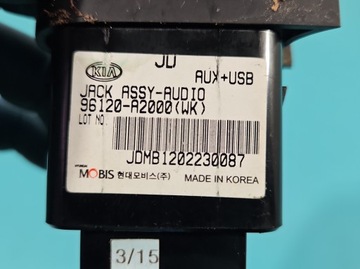 JD
KIA
AUX+USB
JACK ASSY-AUDIO
96120-A2000(WK)
LOT NO.
JDMB1202230087
HYUNDAI
MOBIS 현대모비스(주) MADE IN KOREA
3/15